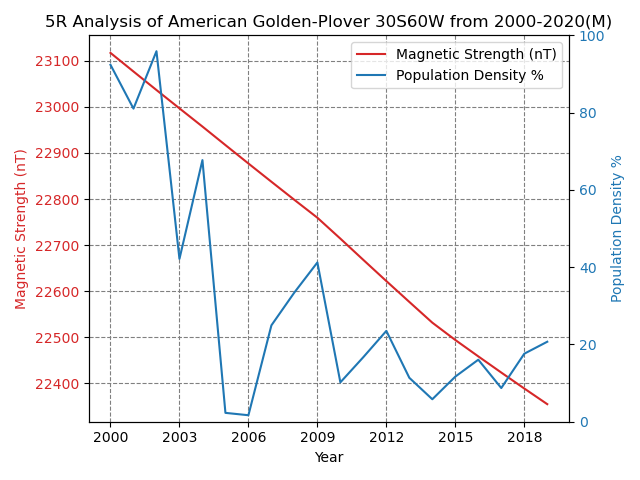 5R Analysis of American Golden-Plover 30S60W from 2000-2020(M)
Magnetic Strength (nT)
Population Density %
23100
23000
22900
22800
22700
22600
22500
22400
Magnetic Strength (nT)
100
80
60
40
20
0
Population Density %
2000 2003 2006 2009 2012 2015 2018
Year